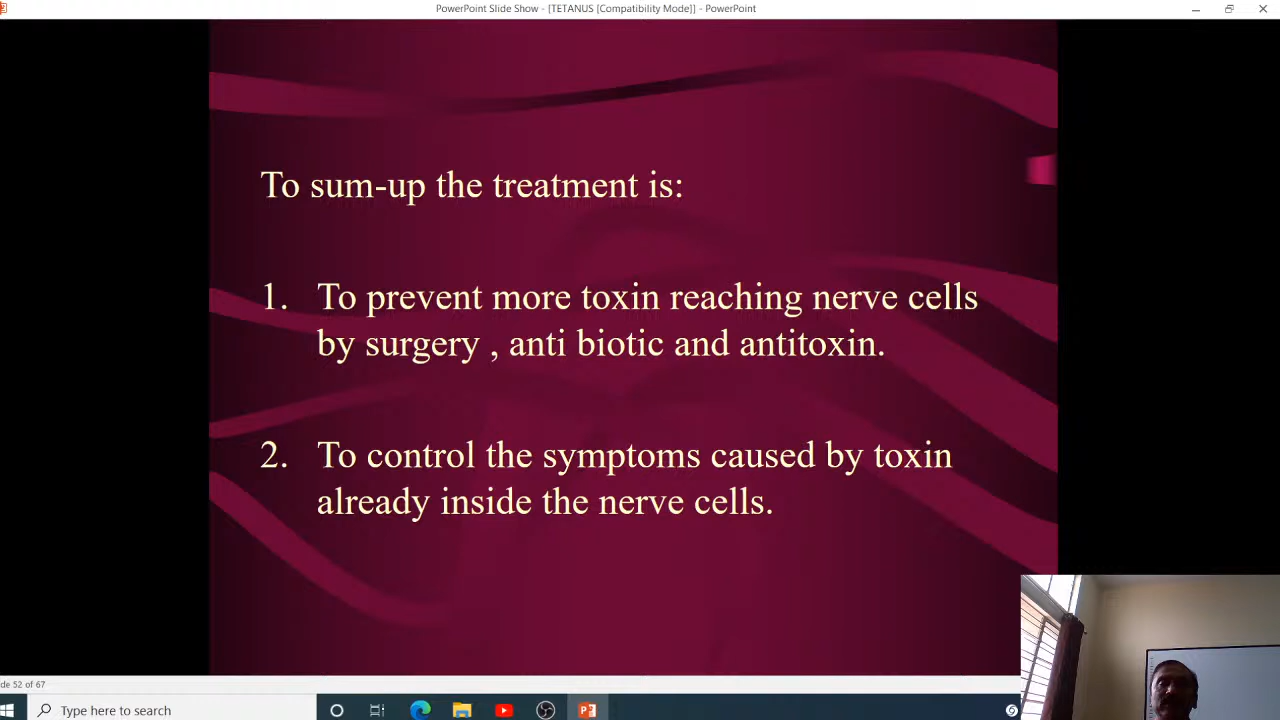 PowerPoint Slide Show - [TETANUS [Compatibility Mode]] - PowerPoint
To sum-up the treatment is:
1. To prevent more toxin reaching nerve cells
by surgery , anti biotic and antitoxin.
2. To control the symptoms caused by toxin
already inside the nerve cells.
de 52 of 67
Type here to search